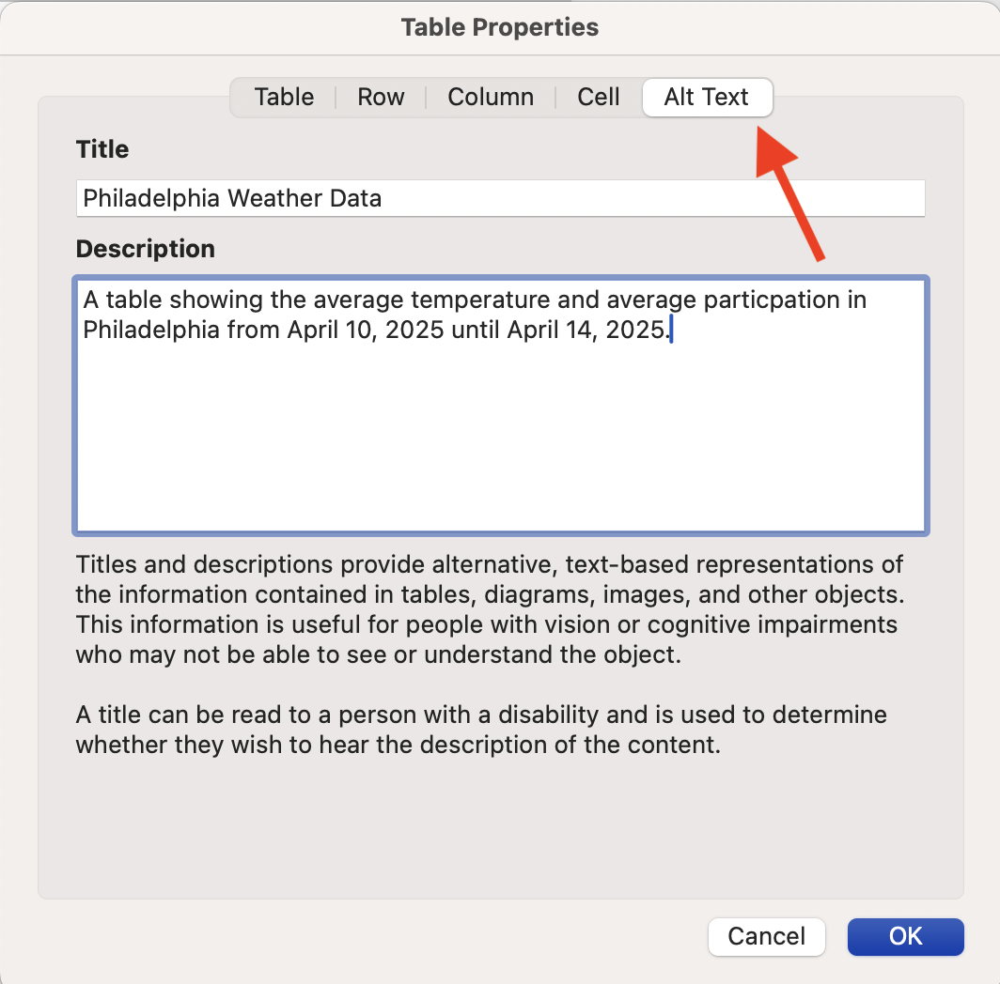 Table Properties
Table Row Column Cell Alt Text
Title
Philadelphia Weather Data
Description
A table showing the average temperature and average particpation in
Philadelphia from April 10, 2025 until April 14, 2025.
Titles and descriptions provide alternative, text-based representations of
the information contained in tables, diagrams, images, and other objects.
This information is useful for people with vision or cognitive impairments
who may not be able to see or understand the object.
A title can be read to a person with a disability and is used to determine
whether they wish to hear the description of the content.
Cancel OK